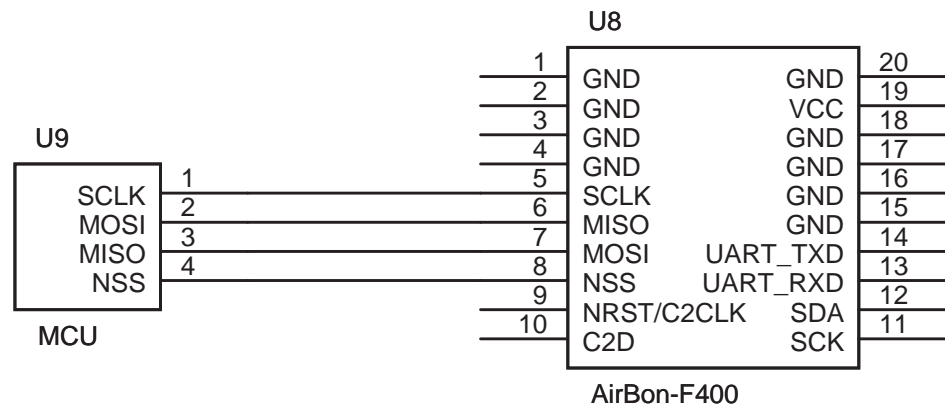 U8
1 GND GND 20
2 GND VCC 19
3 GND GND 18
4 GND GND 17
U9
SCLK 1 5 SCLK GND 16
MOSI 2 6 MISO GND 15
MISO 3 7 MOSI UART_TXD 14
NSS 4 8 NSS UART_RXD 13
9 NRST/C2CLK SDA 12
MCU
10 C2D SCK 11
AirBon-F400